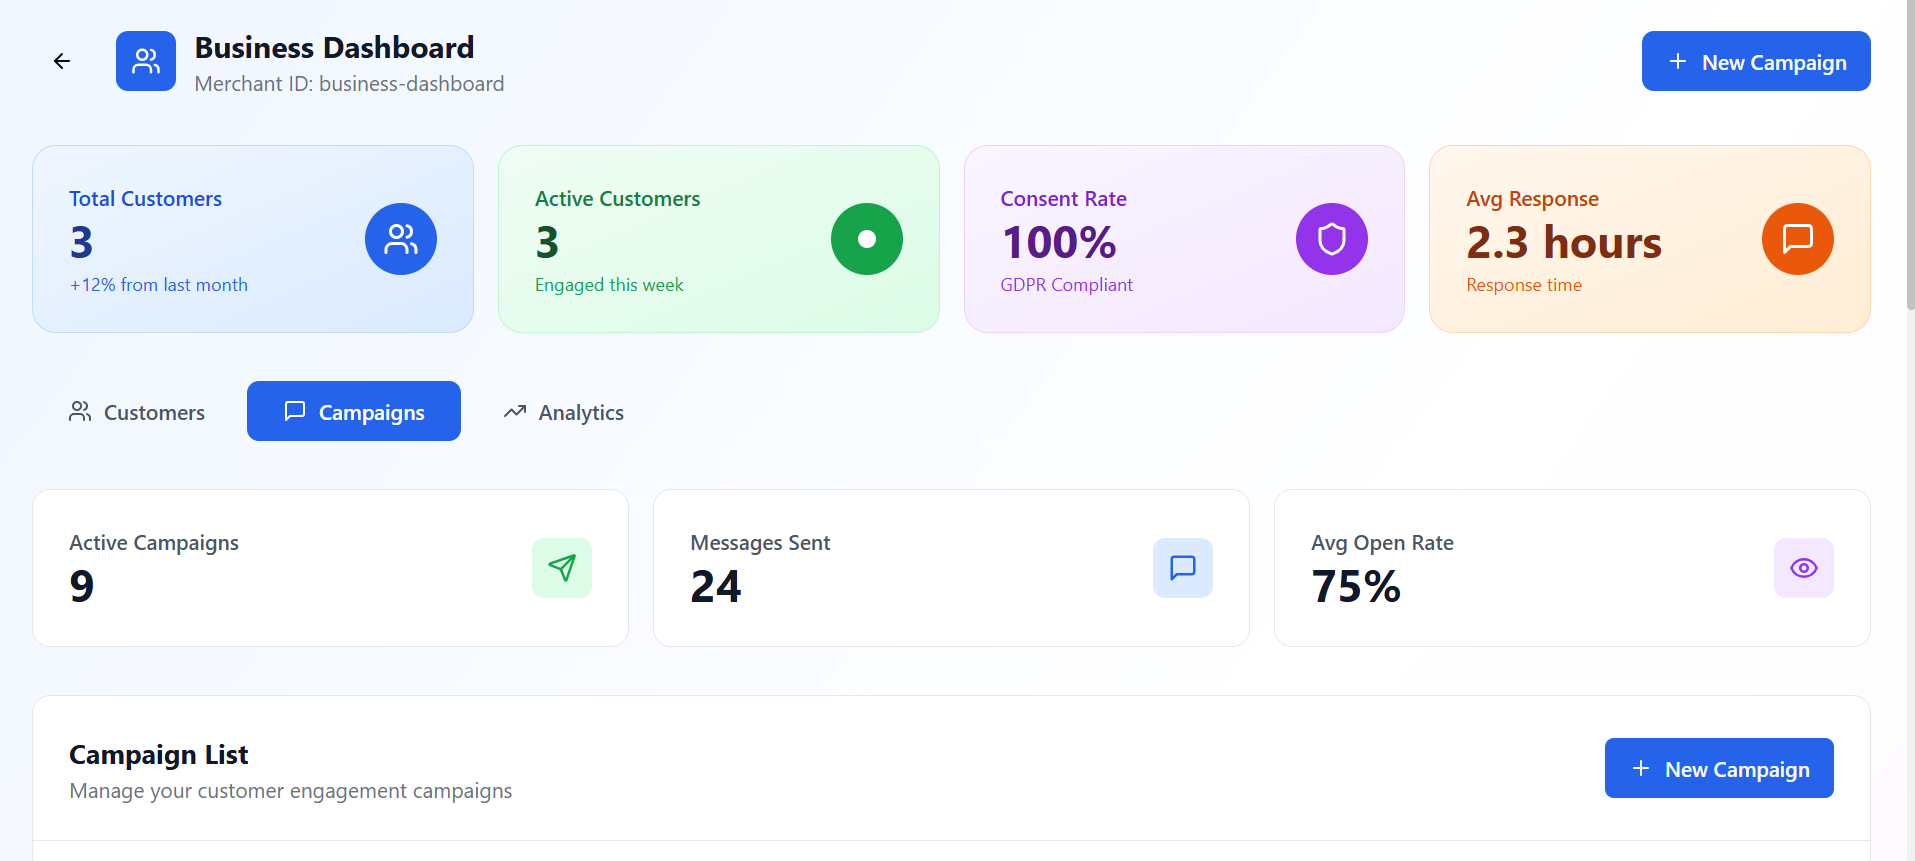 Business Dashboard
Merchant ID: business-dashboard
New Campaign
Total Customers
3
+12% from last month
Active Customers
3
Engaged this week
Consent Rate
100%
GDPR Compliant
Avg Response
2.3 hours
Response time
Customers
Campaigns
Analytics
Active Campaigns
9
Messages Sent
24
Avg Open Rate
75%
Campaign List
Manage your customer engagement campaigns
New Campaign